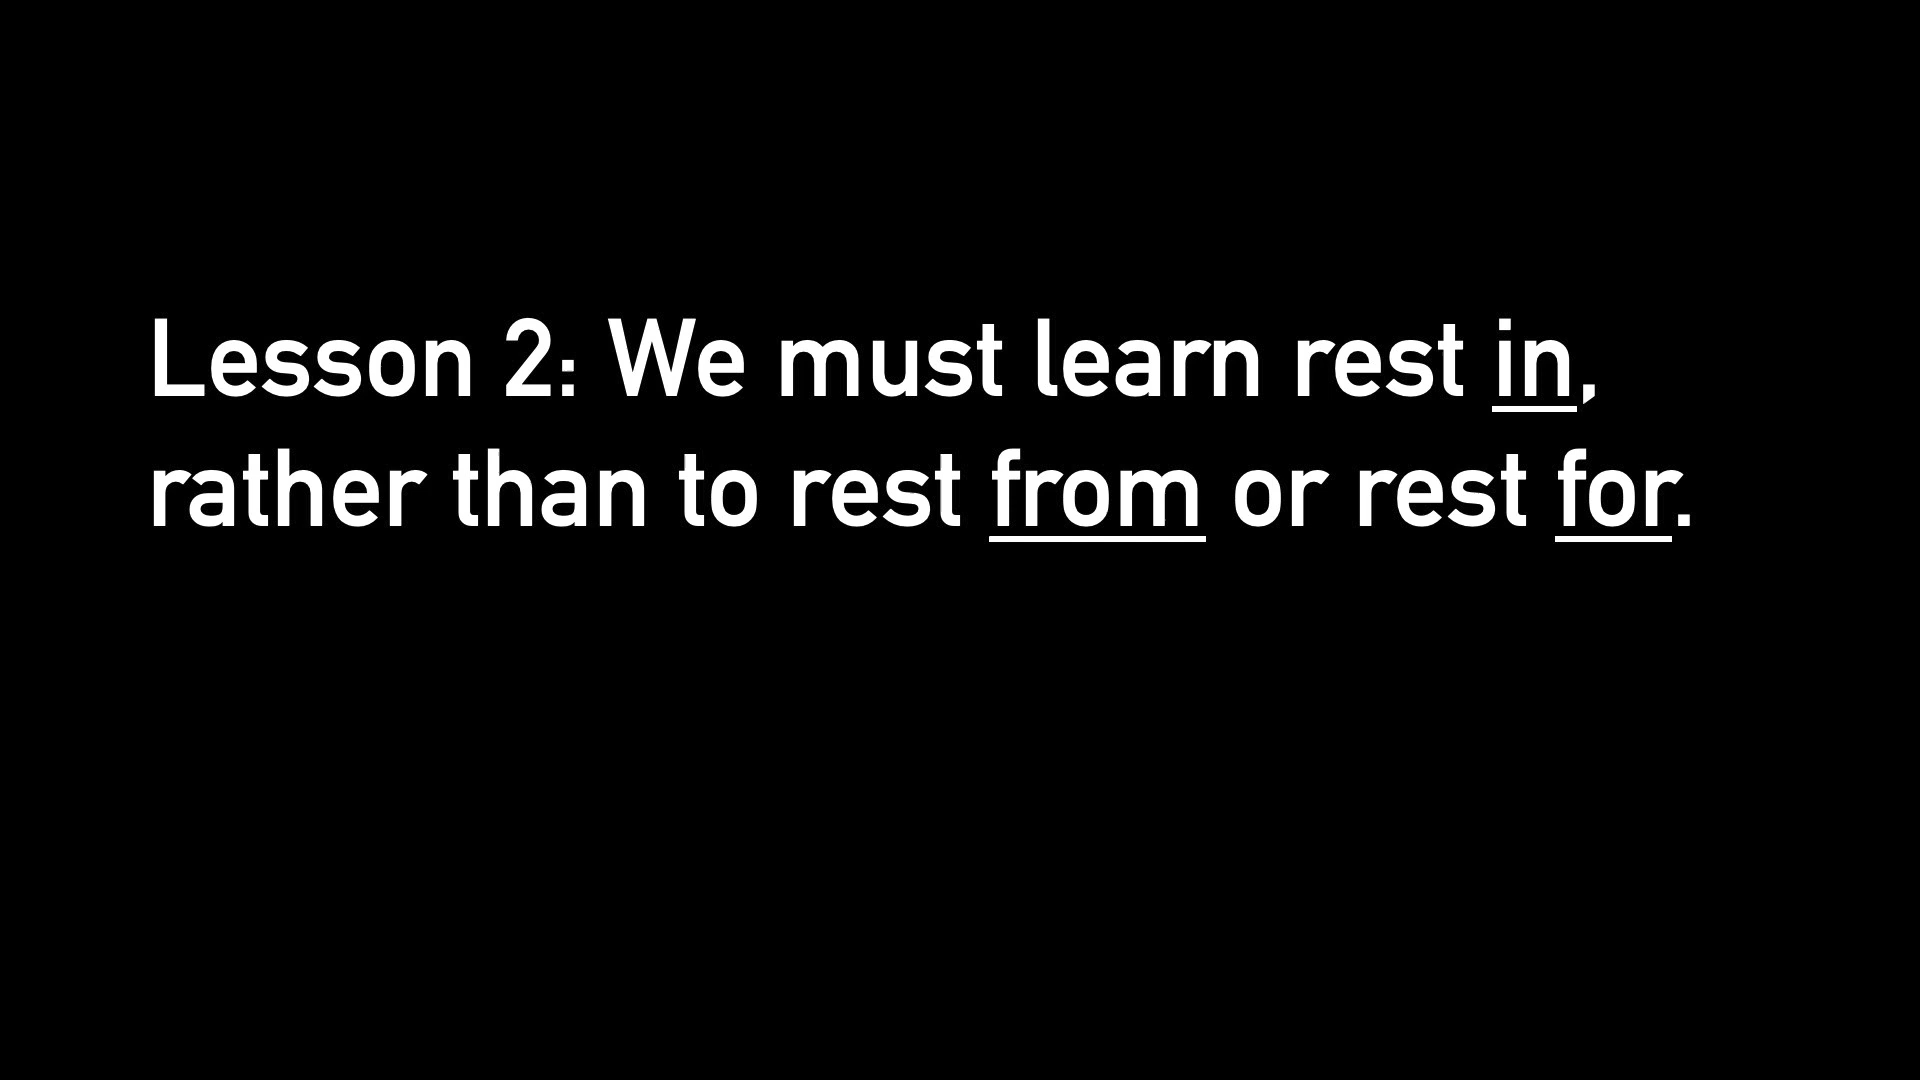 Lesson 2: We must learn rest in,
rather than to rest from or rest for.